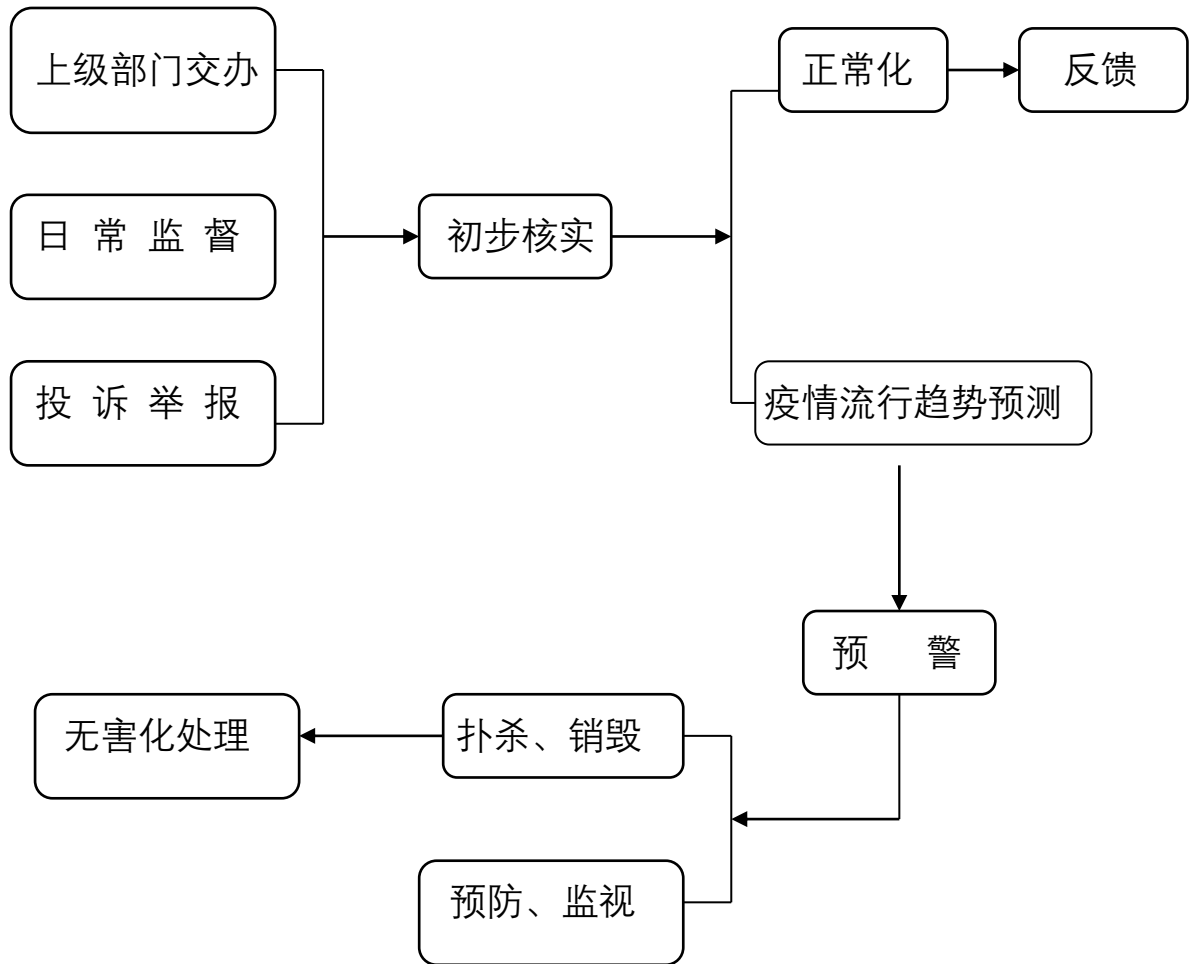 上级部门交办
正常化
反馈
日 常 监 督
初步核实
投 诉 举 报
疫情流行趋势预测
预 警
无害化处理
扑杀、销毁
预防、监视